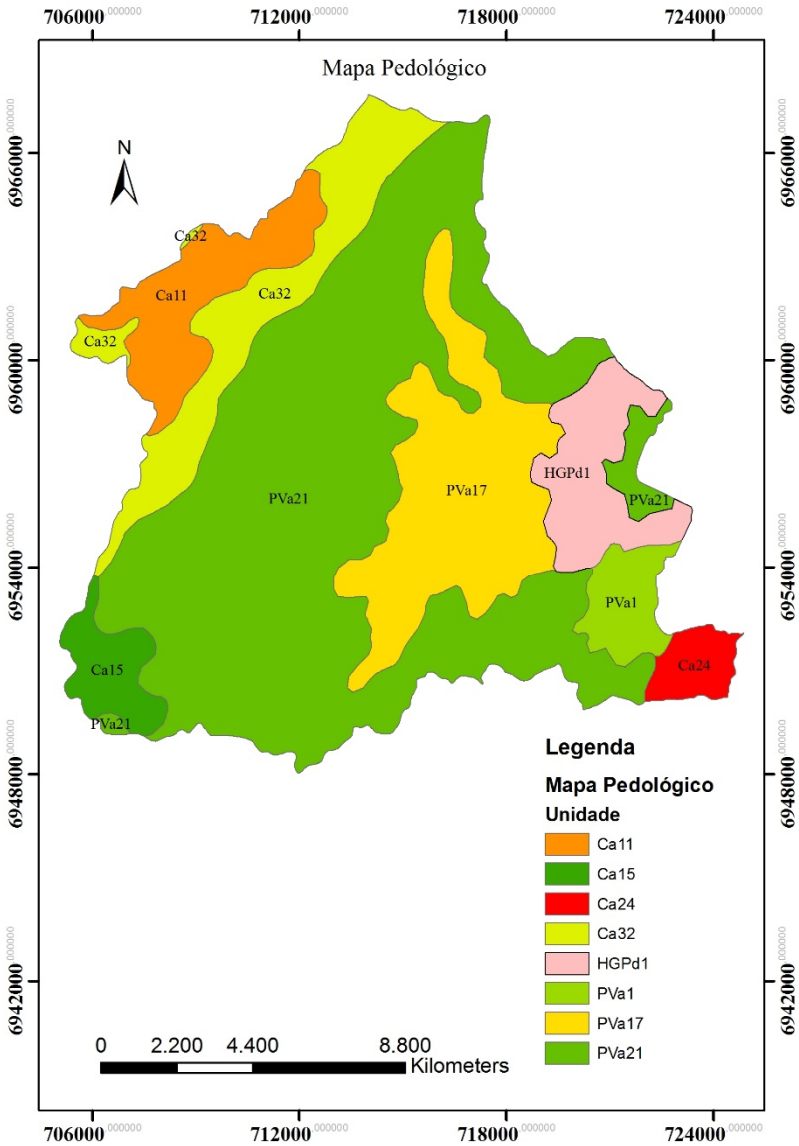 706000,000000 712000,000000 718000,000000 724000,000000
Mapa Pedológico
N
6966000,000000 6966000,000000
Ca32
Ca11
Ca32
Ca32
6960000,000000 6960000,000000
HGPd1
PVa21
PVa17
PVa21
6954000,000000 6954000,000000
PVa1
Ca15
Ca24
PVa21
6948000,000000 6948000,000000
Legenda
Mapa Pedológico
Unidade
Ca11
Ca15
Ca24
Ca32
HGPd1
PVa1
PVa17
PVa21
6942000,000000 6942000,000000
0 2.200 4.400 8.800
Kilometers
706000,000000 712000,000000 718000,000000 724000,000000